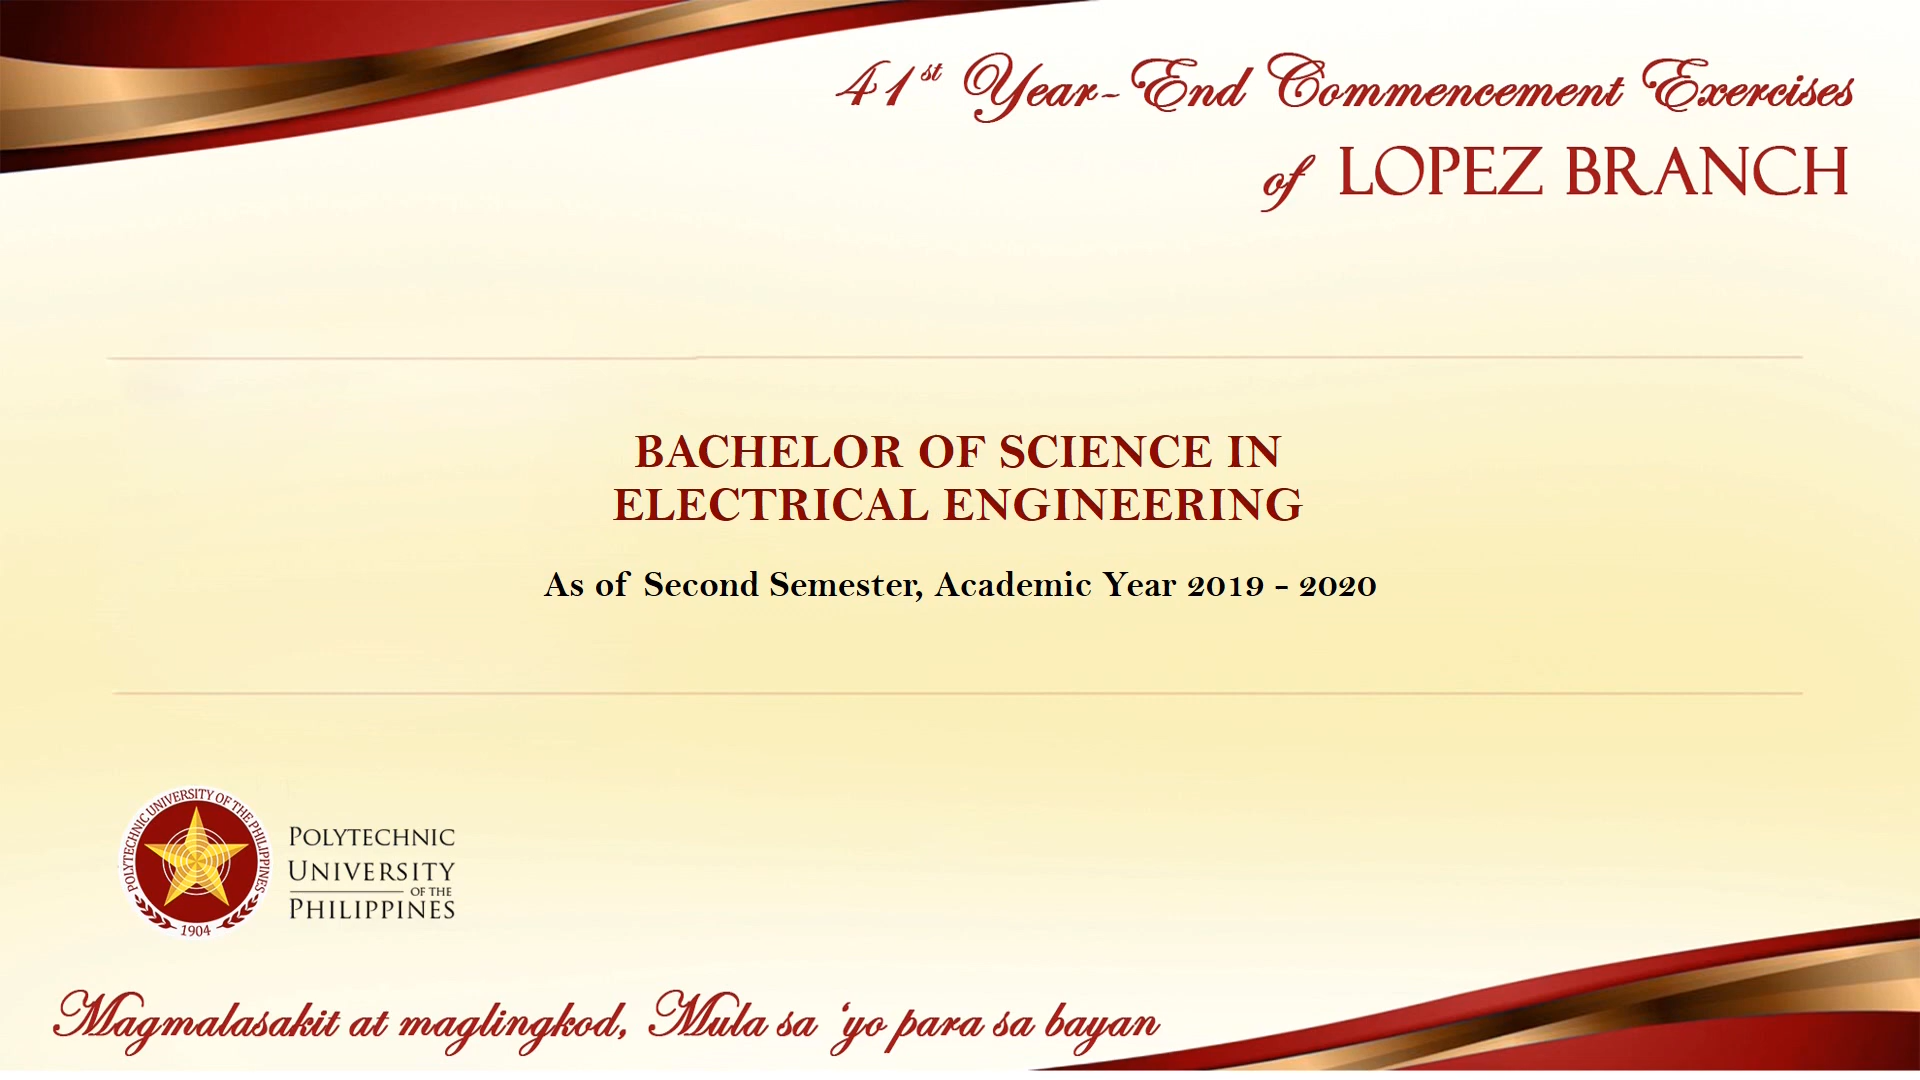 41st Year-End Commencement Exercises
of LOPEZ BRANCH
BACHELOR OF SCIENCE IN
ELECTRICAL ENGINEERING
As of Second Semester, Academic Year 2019 - 2020
POLYTECHNIC UNIVERSITY OF THE PHILIPPINES
1904
POLYTECHNIC
UNIVERSITY
OF THE
PHILIPPINES
Magmalasakit at maglingkod, Mula sa ‘yo para sa bayan